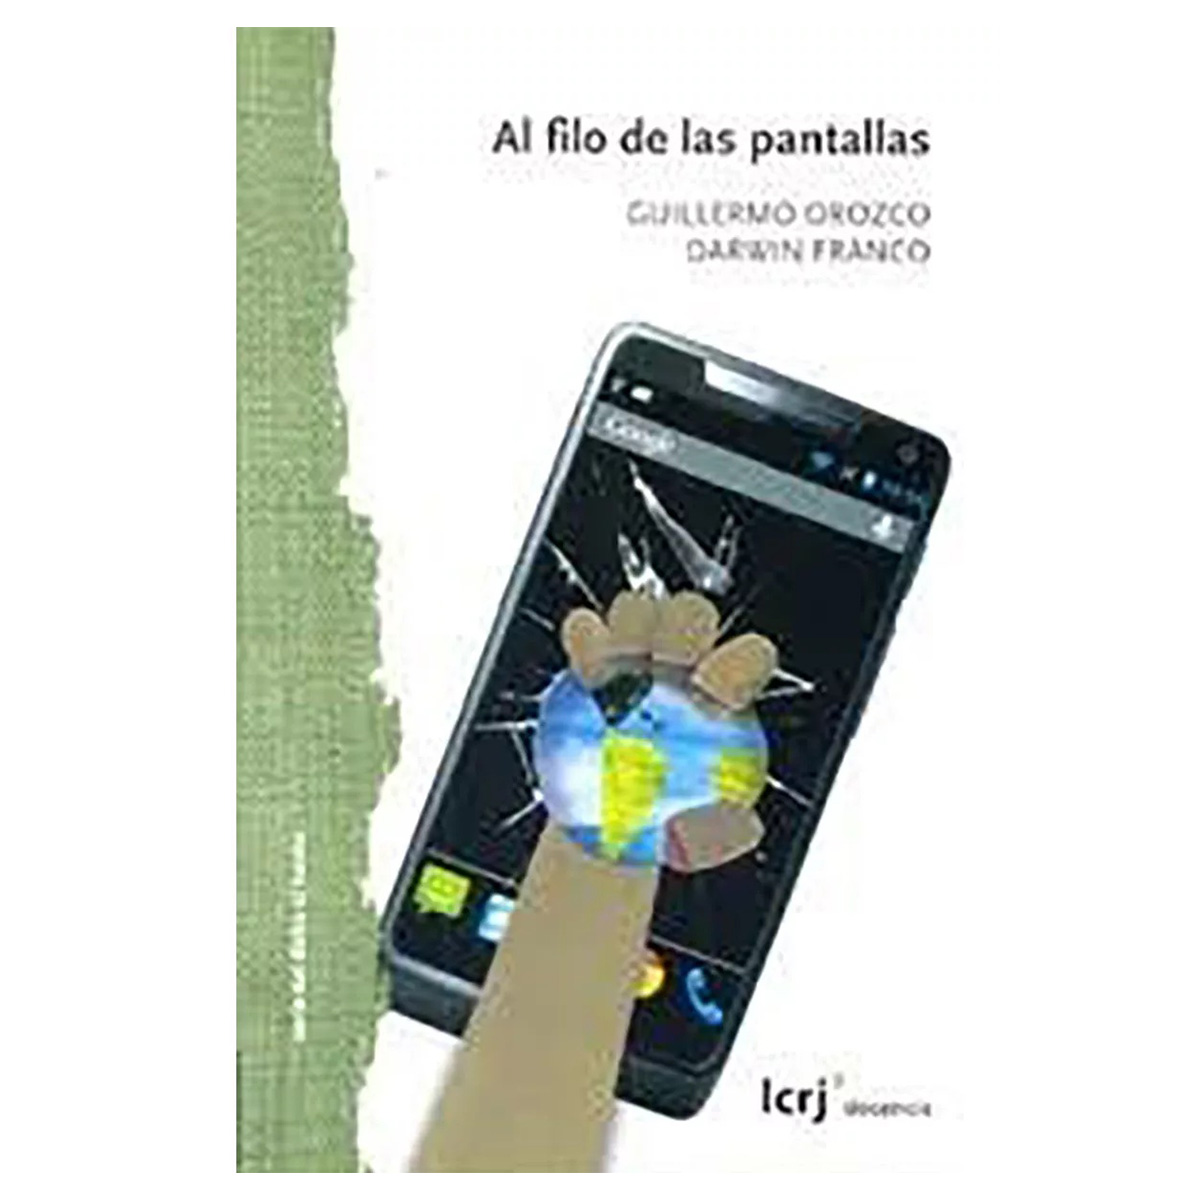 Al filo de las pantallas
GUILLERMO OROZCO
DARWIN FRANCO
Google
lcrj'
docencia